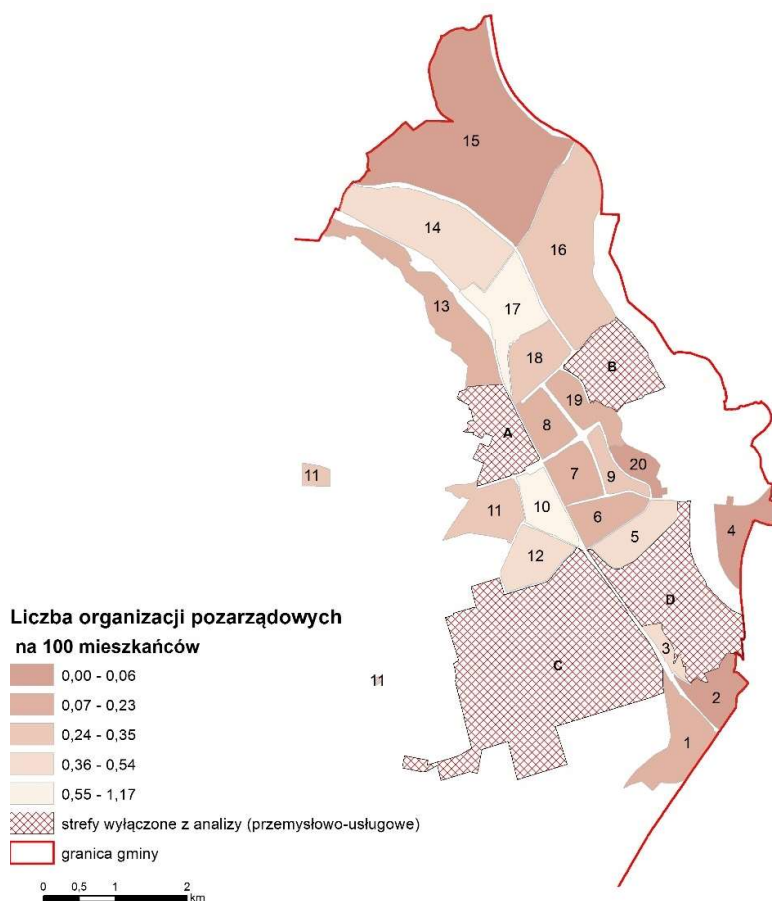 15
14
16
13
17
18
B
19
8
A
20
7
9
11
11
10
6
4
5
12
D
3
C
11
2
1
Liczba organizacji pozarządowych
na 100 mieszkańców
0,00 - 0,06
0,07 - 0,23
0,24 - 0,35
0,36 - 0,54
0,55 - 1,17
strefy wyłączone z analizy (przemysłowo-usługowe)
granica gminy
0 0,5 1 2
km